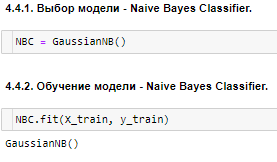 4.4.1. Выбор модели - Naive Bayes Classifier.
NBC = GaussianNB()
4.4.2. Обучение модели - Naive Bayes Classifier.
NBC.fit(X_train, y_train)
GaussianNB()